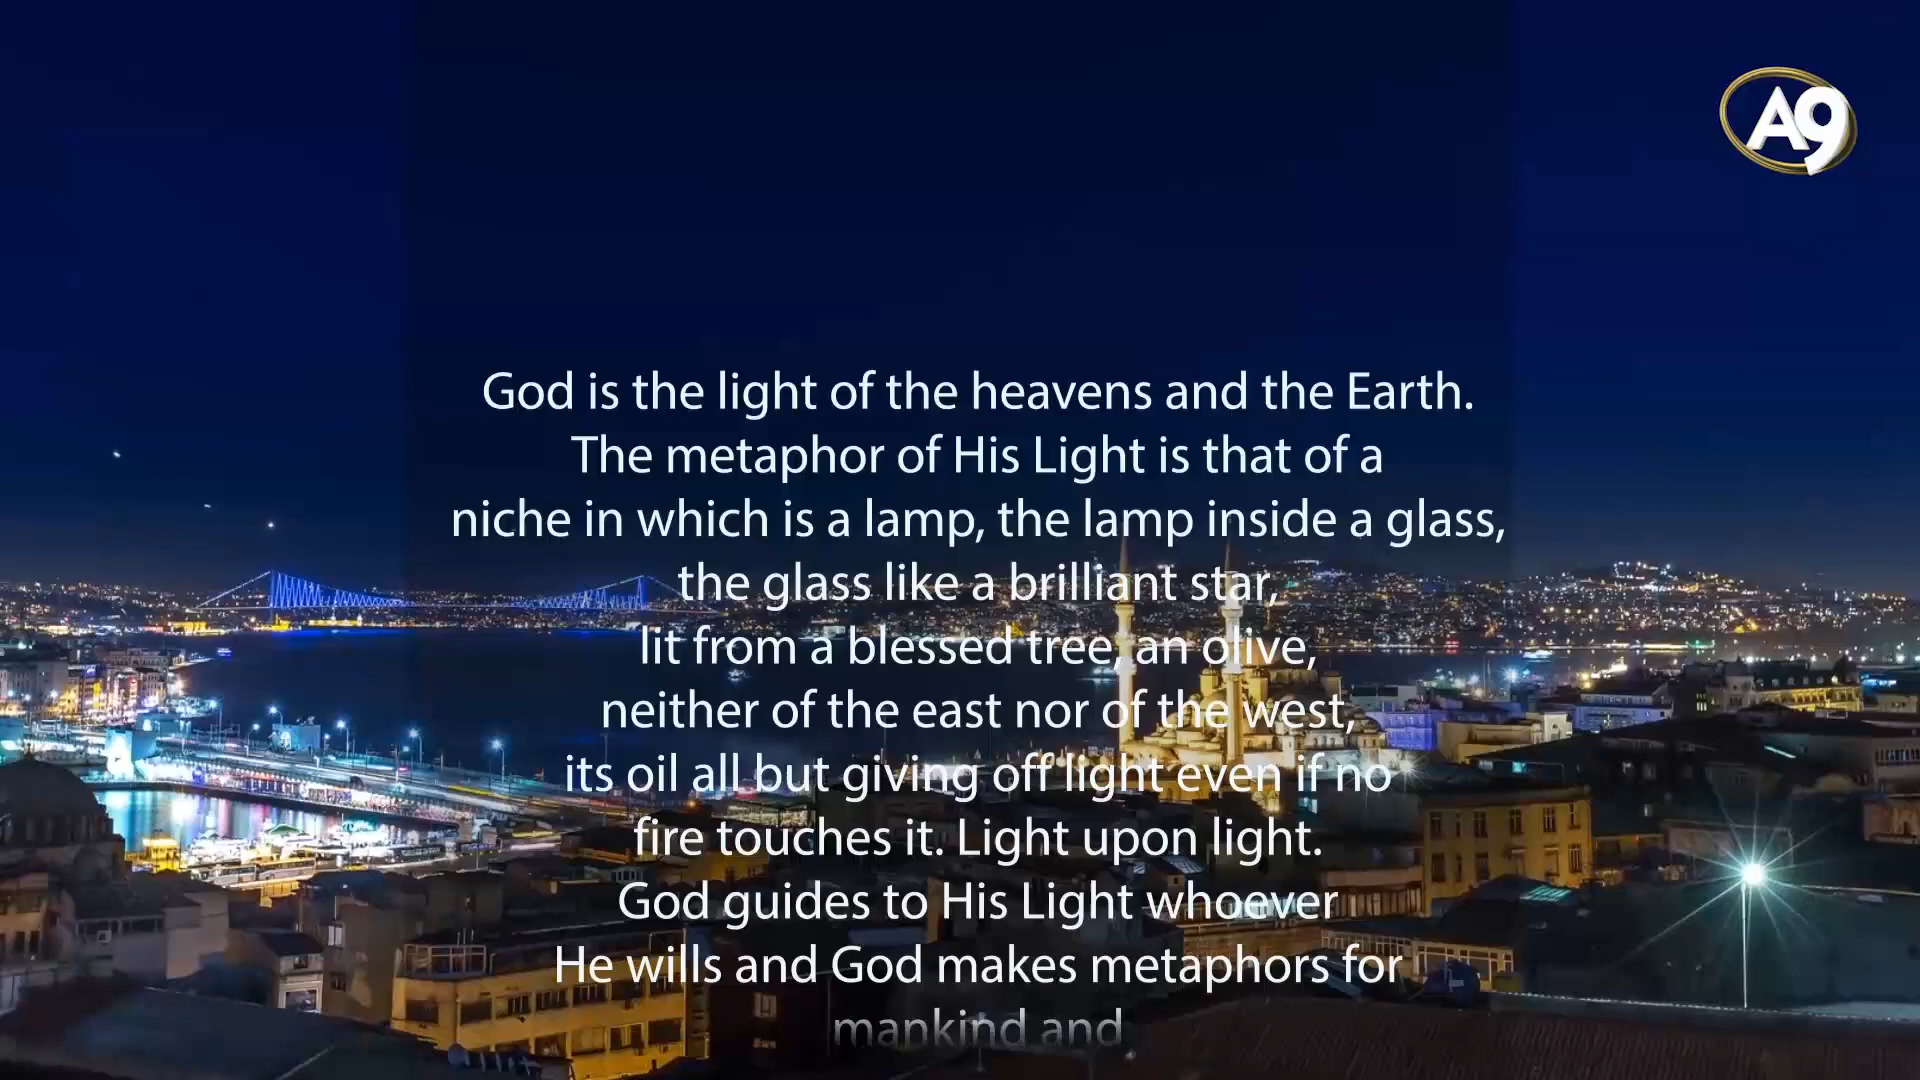 A9
God is the light of the heavens and the Earth.
The metaphor of His Light is that of a
niche in which is a lamp, the lamp inside a glass,
the glass like a brilliant star,
lit from a blessed tree, an olive,
neither of the east nor of the west,
its oil all but giving off light even if no
fire touches it. Light upon light.
God guides to His Light whoever
He wills and God makes metaphors for
mankind and